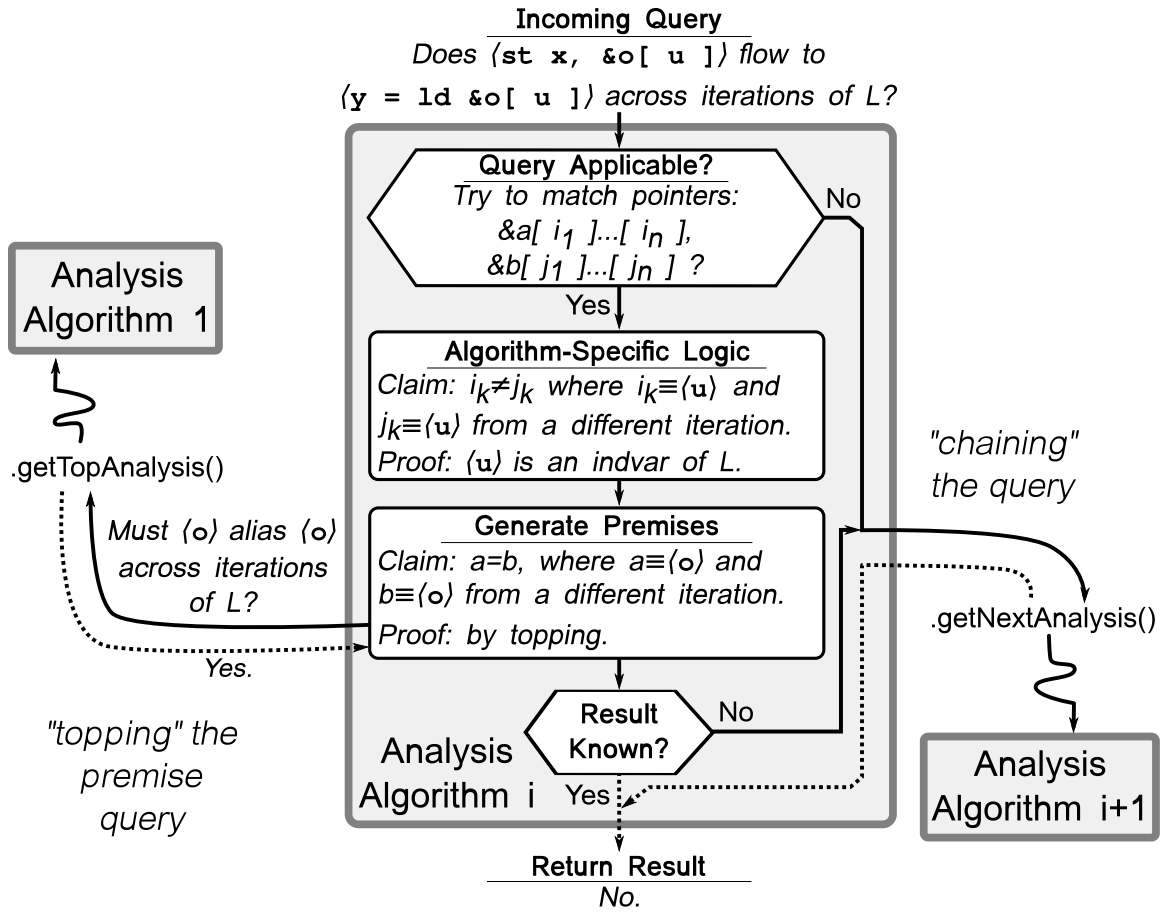 Incoming Query
Does ⟨st x, &o[ u ]⟩ flow to
⟨y = ld &o[ u ]⟩ across iterations of L?
Query Applicable?
Try to match pointers:
&a[ i1 ]...[ in ],
&b[ j1 ]...[ jn ] ?
No
Yes
Analysis
Algorithm 1
Algorithm-Specific Logic
Claim: ik≠jk where ik≡⟨u⟩ and
jk≡⟨u⟩ from a different iteration.
Proof: ⟨u⟩ is an indvar of L.
.getTopAnalysis()
Must ⟨o⟩ alias ⟨o⟩
across iterations
of L?
Yes.
"topping" the
premise
query
Generate Premises
Claim: a=b, where a≡⟨o⟩ and
b≡⟨o⟩ from a different iteration.
Proof: by topping.
"chaining"
the query
.getNextAnalysis()
Result
Known?
No
Yes
Analysis
Algorithm i
Analysis
Algorithm i+1
Return Result
No.